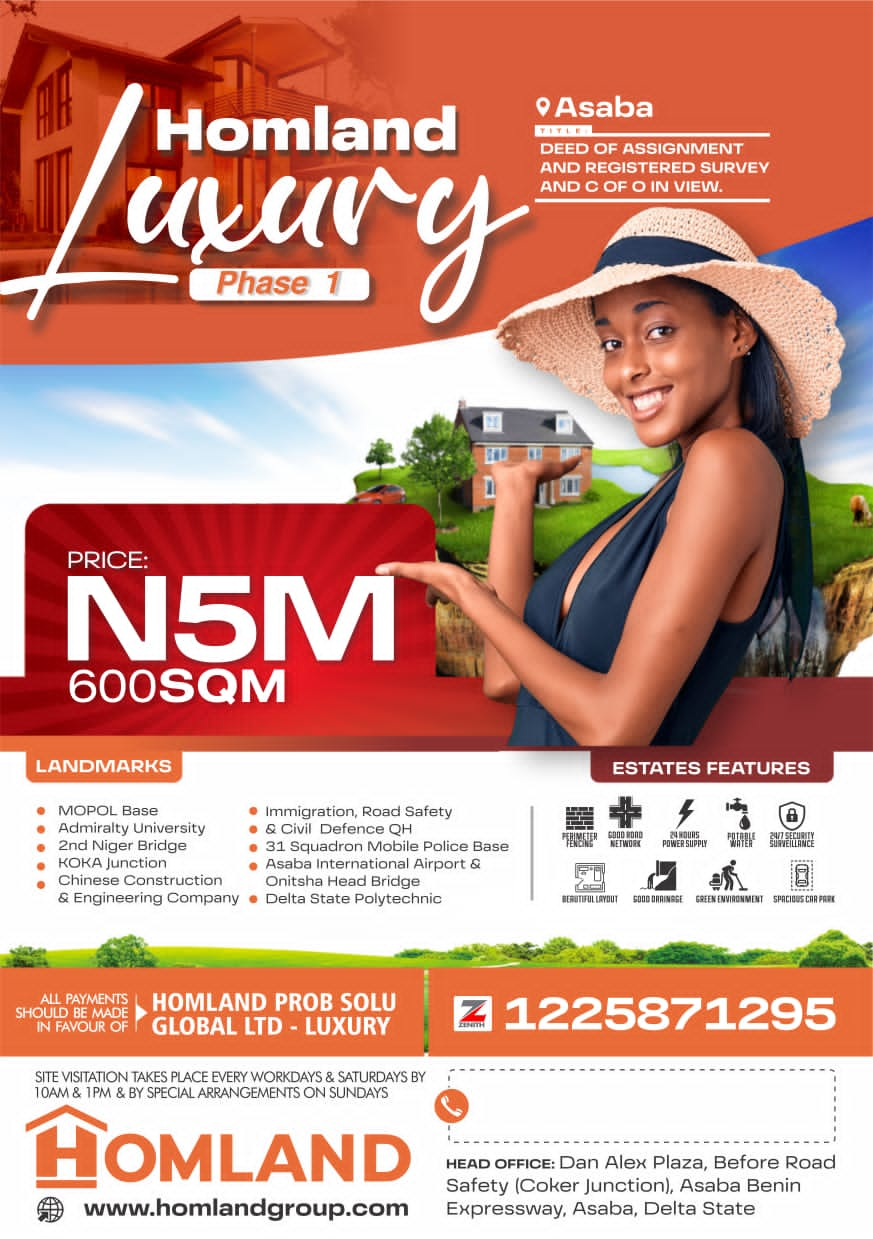 Homland
Luxury
Phase 1
Asaba
TITLE:
DEED OF ASSIGNMENT
AND REGISTERED SURVEY
AND C OF O IN VIEW.
PRICE:
N5M
600SQM
LANDMARKS
MOPOL Base
Admiralty University
2nd Niger Bridge
KOKA Junction
Chinese Construction
& Engineering Company
Immigration, Road Safety
& Civil Defence QH
31 Squadron Mobile Police Base
Asaba International Airport &
Onitsha Head Bridge
Delta State Polytechnic
ESTATES FEATURES
PERIMETER
FENCING
GOOD ROAD
NETWORK
24 HOURS
POWER SUPPLY
POTABLE
WATER
24/7 SECURITY
SURVEILLANCE
BEAUTIFUL LAYOUT
GOOD DRAINAGE
GREEN ENVIRONMENT
SPACIOUS CAR PARK
ALL PAYMENTS
SHOULD BE MADE
IN FAVOUR OF
HOMLAND PROB SOLU
GLOBAL LTD - LUXURY
ZENITH
1225871295
SITE VISITATION TAKES PLACE EVERY WORKDAYS & SATURDAYS BY
10AM & 1PM & BY SPECIAL ARRANGEMENTS ON SUNDAYS
HOMLAND
www.homlandgroup.com
HEAD OFFICE: Dan Alex Plaza, Before Road
Safety (Coker Junction), Asaba Benin
Expressway, Asaba, Delta State